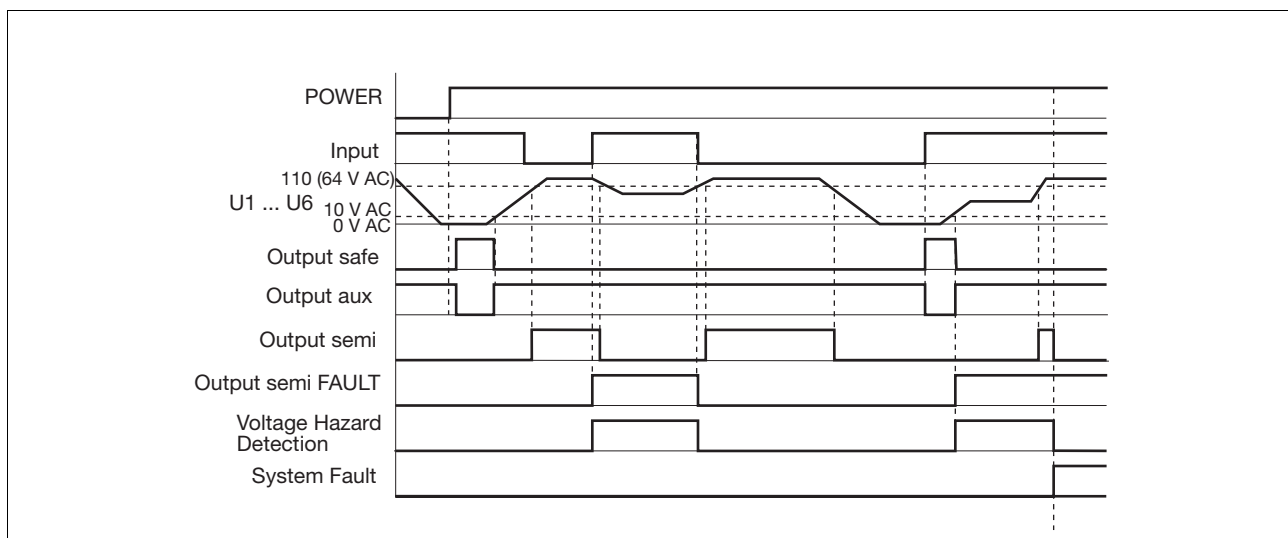 POWER
Input
110 (64 V AC)
U1 ... U6 10 V AC
0 V AC
Output safe
Output aux
Output semi
Output semi FAULT
Voltage Hazard
Detection
System Fault